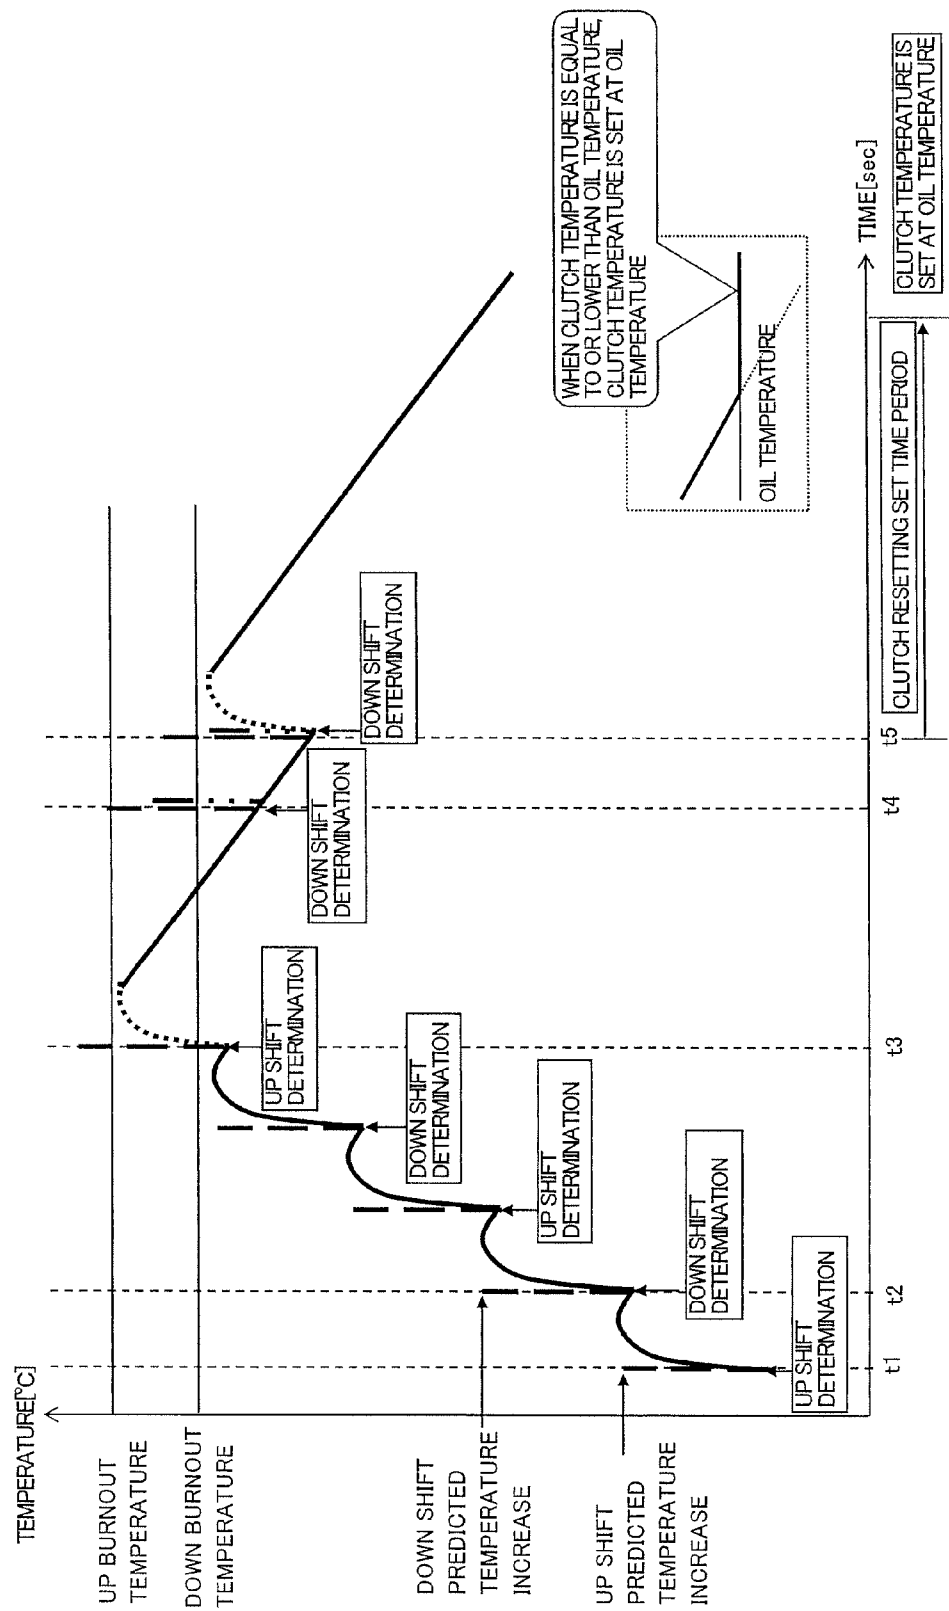 TEMPERATURE[°C]
UP BURNOUT
TEMPERATURE
DOWN BURNOUT
TEMPERATURE
DOWN SHIFT
PREDICTED
TEMPERATURE
INCREASE
UP SHIFT
PREDICTED
TEMPERATURE
INCREASE
UP SHIFT
DETERMINATION
DOWN SHIFT
DETERMINATION
UP SHIFT
DETERMINATION
DOWN SHIFT
DETERMINATION
UP SHIFT
DETERMINATION
DOWN SHIFT
DETERMINATION
DOWN SHIFT
DETERMINATION
WHEN CLUTCH TEMPERATURE IS EQUAL
TO OR LOWER THAN OIL TEMPERATURE,
CLUTCH TEMPERATURE IS SET AT OIL
TEMPERATURE
OIL TEMPERATURE
TIME[sec]
t1
t2
t3
t4
t5
CLUTCH RESETTING SET TIME PERIOD
CLUTCH TEMPERATURE IS
SET AT OIL TEMPERATURE